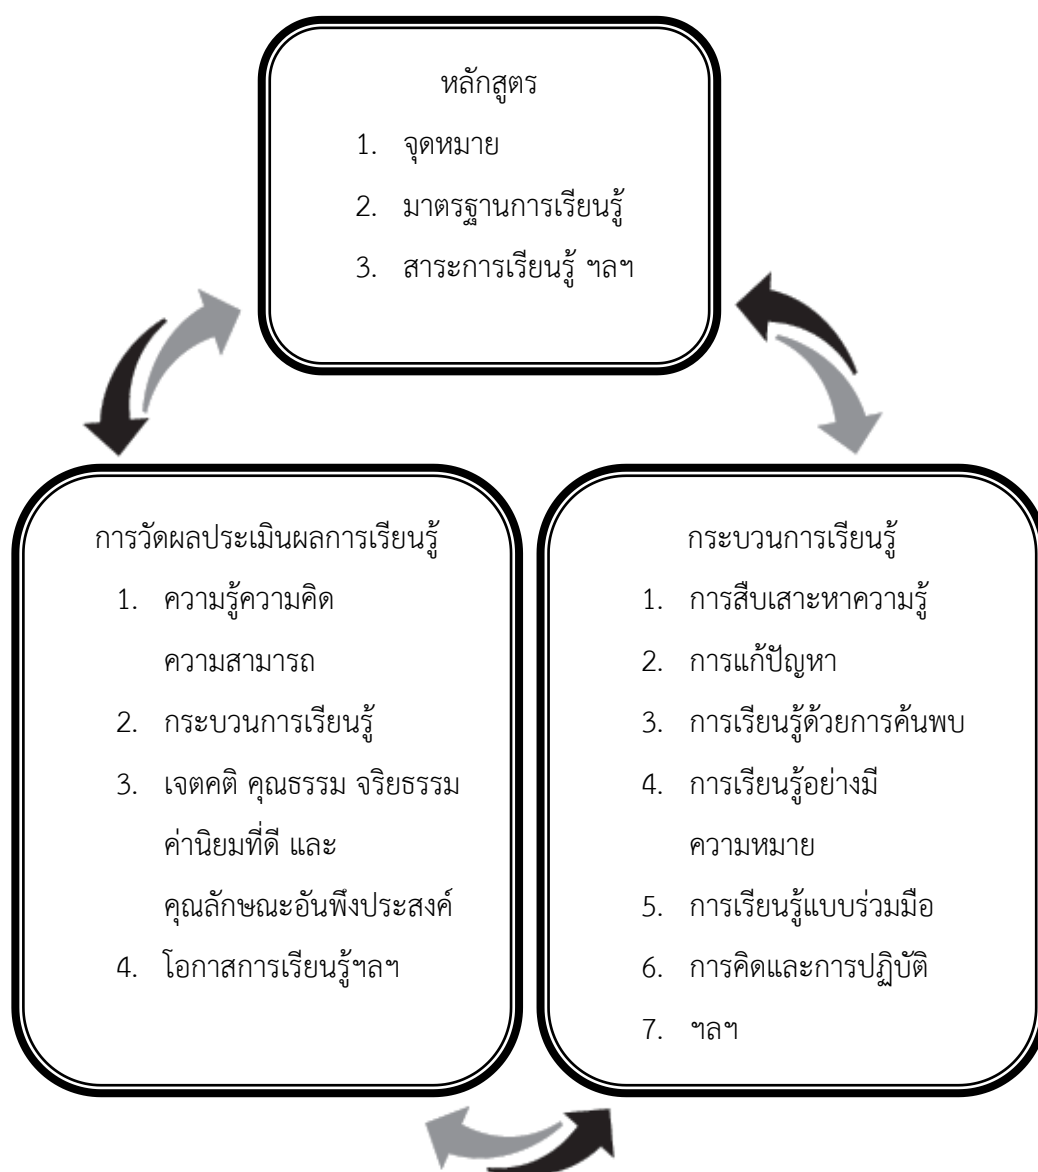 หลักสูตร
1. จุดหมาย
2. มาตรฐานการเรียนรู้
3. สาระการเรียนรู้ ฯลฯ
การวัดผลประเมินผลการเรียนรู้
1. ความรู้ความคิด
ความสามารถ
2. กระบวนการเรียนรู้
3. เจตคติ คุณธรรม จริยธรรม
ค่านิยมที่ดี และ
คุณลักษณะอันพึงประสงค์
4. โอกาสการเรียนรู้ฯลฯ
กระบวนการเรียนรู้
1. การสืบเสาะหาความรู้
2. การแก้ปัญหา
3. การเรียนรู้ด้วยการค้นพบ
4. การเรียนรู้อย่างมี
ความหมาย
5. การเรียนรู้แบบร่วมมือ
6. การคิดและการปฏิบัติ
7. ฯลฯ